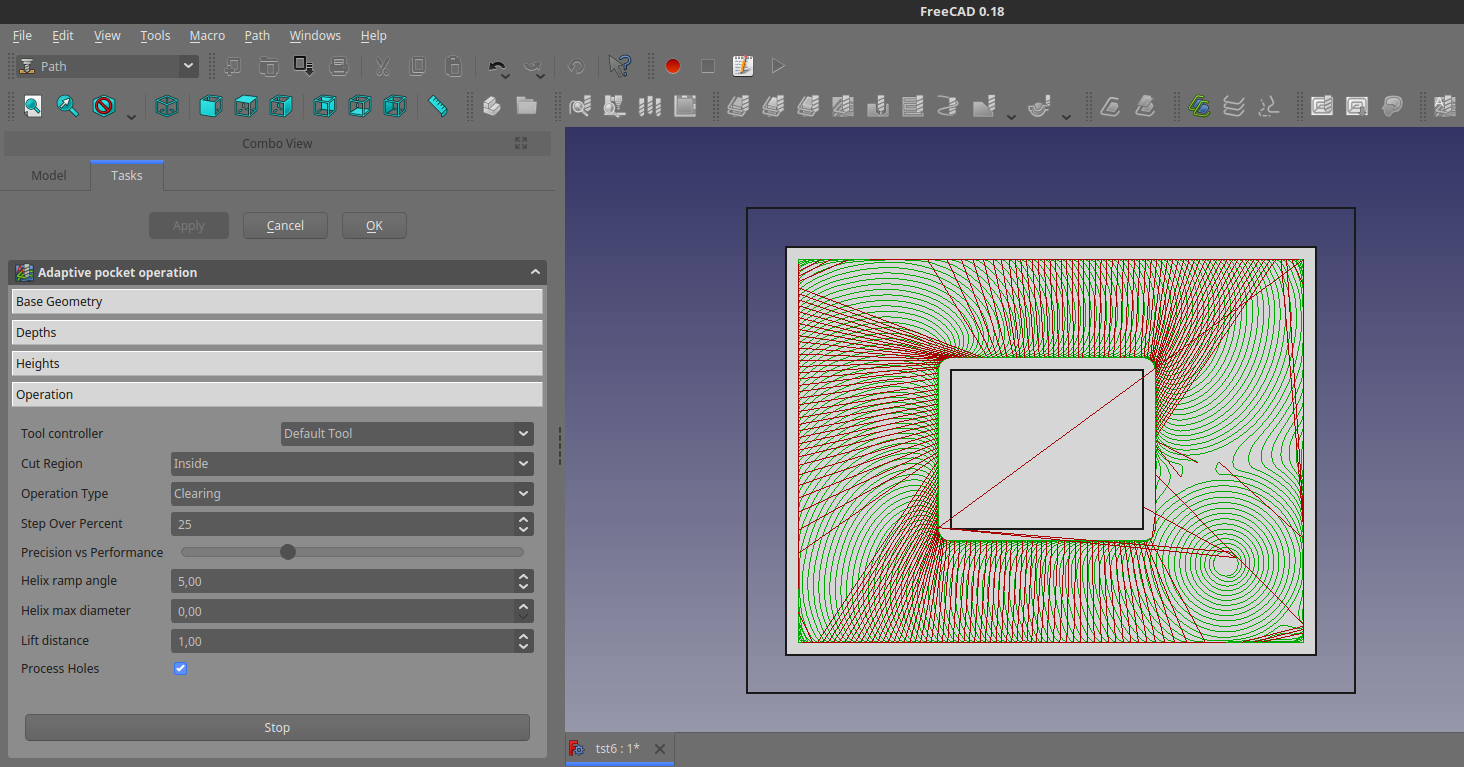 FreeCAD 0.18
File Edit View Tools Macro Path Windows Help
Path
Combo View
Model Tasks
Apply Cancel OK
Adaptive pocket operation
Base Geometry
Depths
Heights
Operation
Tool controller Default Tool
Cut Region Inside
Operation Type Clearing
Step Over Percent 25
Precision vs Performance
Helix ramp angle 5,00
Helix max diameter 0,00
Lift distance 1,00
Process Holes
Stop
tst6 : 1*